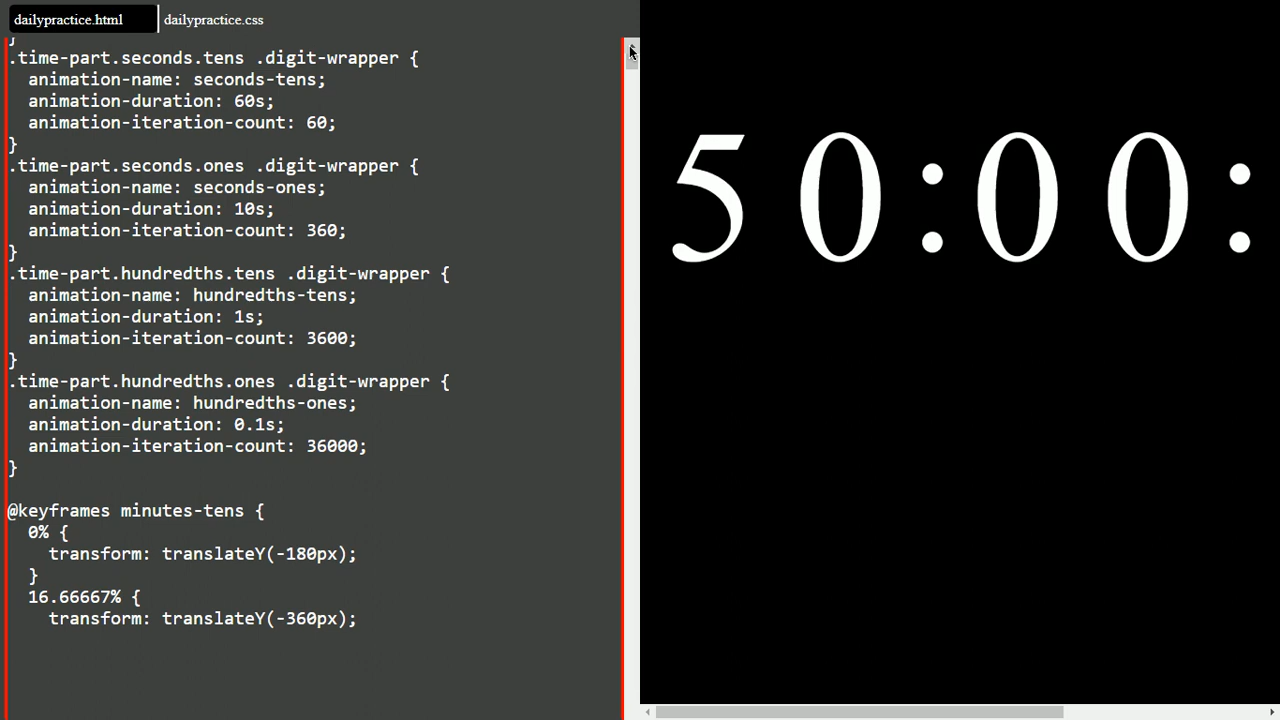 dailypractice.html dailypractice.css
}
.time-part.seconds.tens .digit-wrapper {
  animation-name: seconds-tens;
  animation-duration: 60s;
  animation-iteration-count: 60;
}
.time-part.seconds.ones .digit-wrapper {
  animation-name: seconds-ones;
  animation-duration: 10s;
  animation-iteration-count: 360;
}
.time-part.hundredths.tens .digit-wrapper {
  animation-name: hundredths-tens;
  animation-duration: 1s;
  animation-iteration-count: 3600;
}
.time-part.hundredths.ones .digit-wrapper {
  animation-name: hundredths-ones;
  animation-duration: 0.1s;
  animation-iteration-count: 36000;
}
@keyframes minutes-tens {
  0% {
    transform: translateY(-180px);
  }
  16.66667% {
    transform: translateY(-360px);
5 0:0 0: